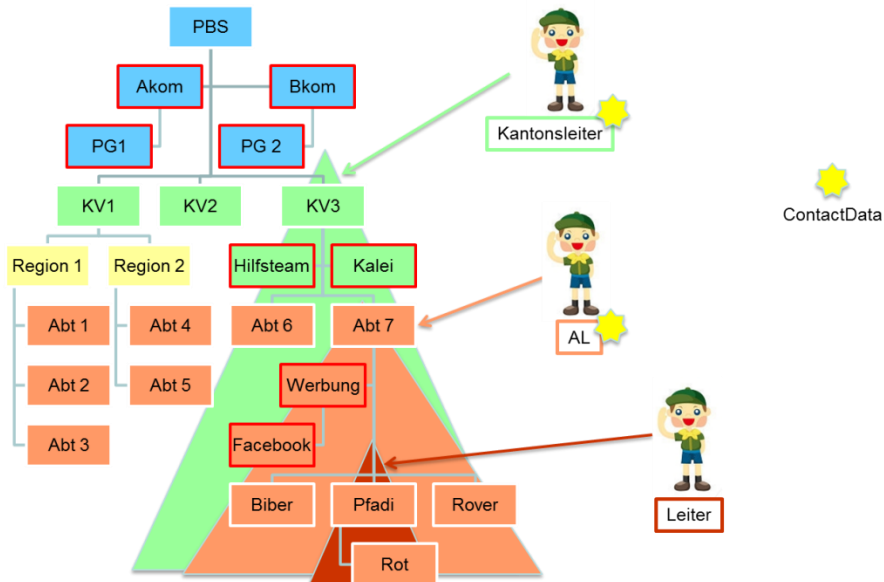 PBS
Akom
Bkom
PG1
PG 2
Kantonsleiter
KV1
KV2
KV3
ContactData
Region 1
Region 2
Hilfsteam
Kalei
Abt 1
Abt 4
Abt 6
Abt 7
AL
Abt 2
Abt 5
Werbung
Abt 3
Facebook
Biber
Pfadi
Rover
Leiter
Rot